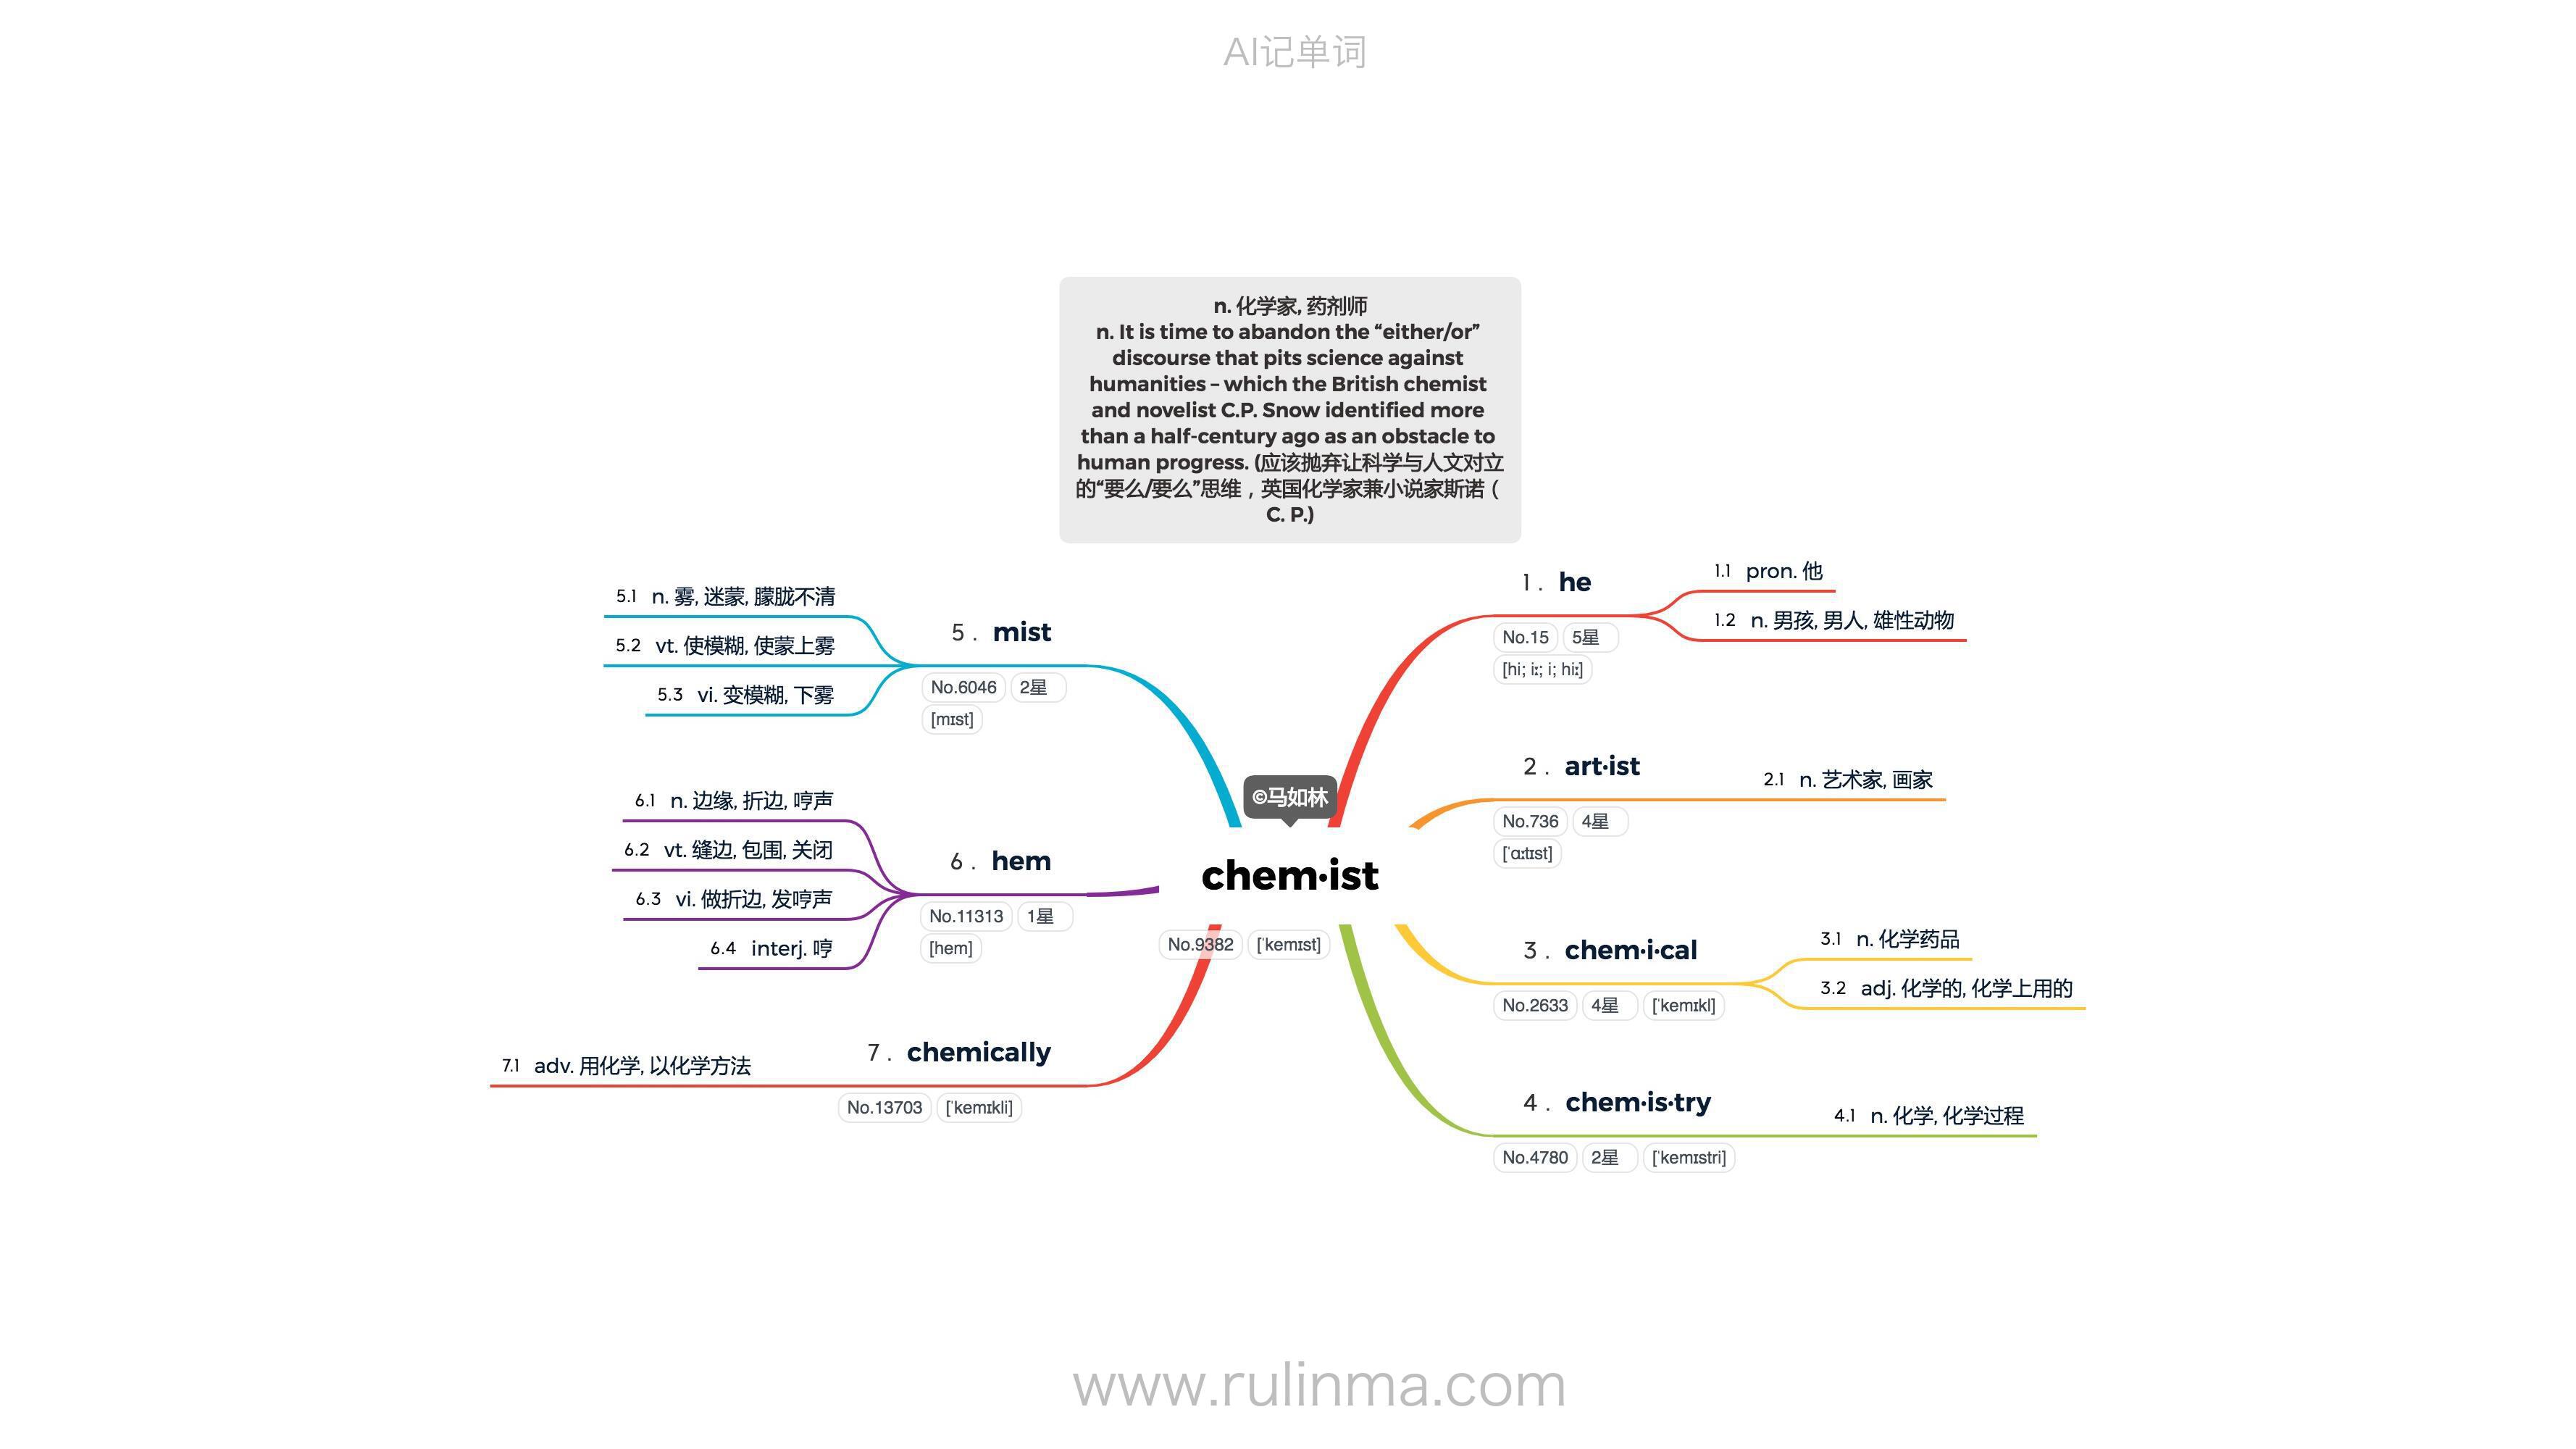 AI记单词
n. 化学家, 药剂师
n. It is time to abandon the “either/or”
discourse that pits science against
humanities – which the British chemist
and novelist C.P. Snow identified more
than a half-century ago as an obstacle to
human progress. (应该抛弃让科学与人文对立
的“要么/要么”思维，英国化学家兼小说家斯诺（
C. P.)
©马如林
chem·ist
No.9382 [ˈkemɪst]
1 . he
No.15 5星
[hi; iː; i; hiː]
1.1 pron. 他
1.2 n. 男孩, 男人, 雄性动物
2 . art·ist
No.736 4星
[ˈɑːtɪst]
2.1 n. 艺术家, 画家
3 . chem·i·cal
No.2633 4星 [ˈkemɪkl]
3.1 n. 化学药品
3.2 adj. 化学的, 化学上用的
4 . chem·is·try
No.4780 2星 [ˈkemɪstri]
4.1 n. 化学, 化学过程
5 . mist
No.6046 2星
[mɪst]
5.1 n. 雾, 迷蒙, 朦胧不清
5.2 vt. 使模糊, 使蒙上雾
5.3 vi. 变模糊, 下雾
6 . hem
No.11313 1星
[hem]
6.1 n. 边缘, 折边, 哼声
6.2 vt. 缝边, 包围, 关闭
6.3 vi. 做折边, 发哼声
6.4 interj. 哼
7 . chemically
No.13703 [ˈkemɪkli]
7.1 adv. 用化学, 以化学方法
www.rulinma.com